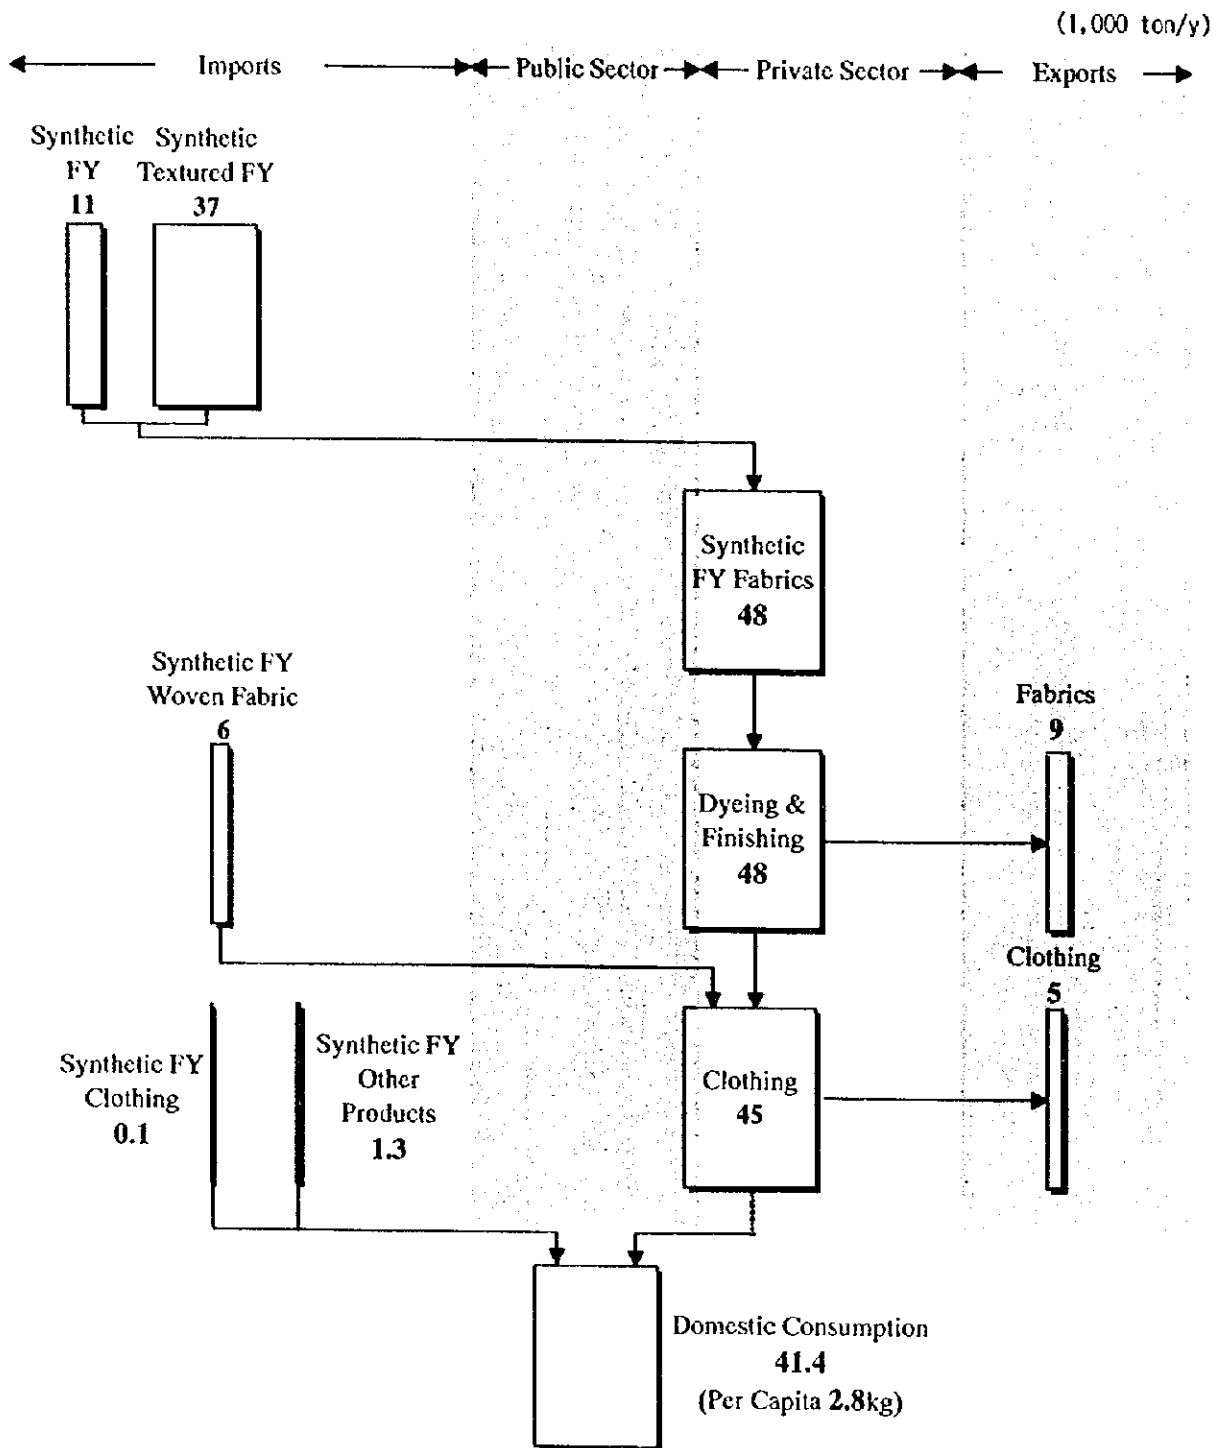 (1,000 ton/y)
Imports Public Sector Private Sector Exports
Synthetic FY 11
Synthetic Textured FY 37
Synthetic
FY Fabrics
48
Synthetic FY
Woven Fabric
6
Fabrics
9
Dyeing &
Finishing
48
Clothing
5
Synthetic FY
Clothing
0.1
Synthetic FY
Other
Products
1.3
Clothing
45
Domestic Consumption
41.4
(Per Capita 2.8kg)